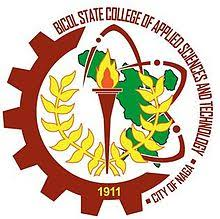 BICOL STATE COLLEGE OF APPLIED SCIENCES AND TECHNOLOGY
• CITY OF NAGA •
1911